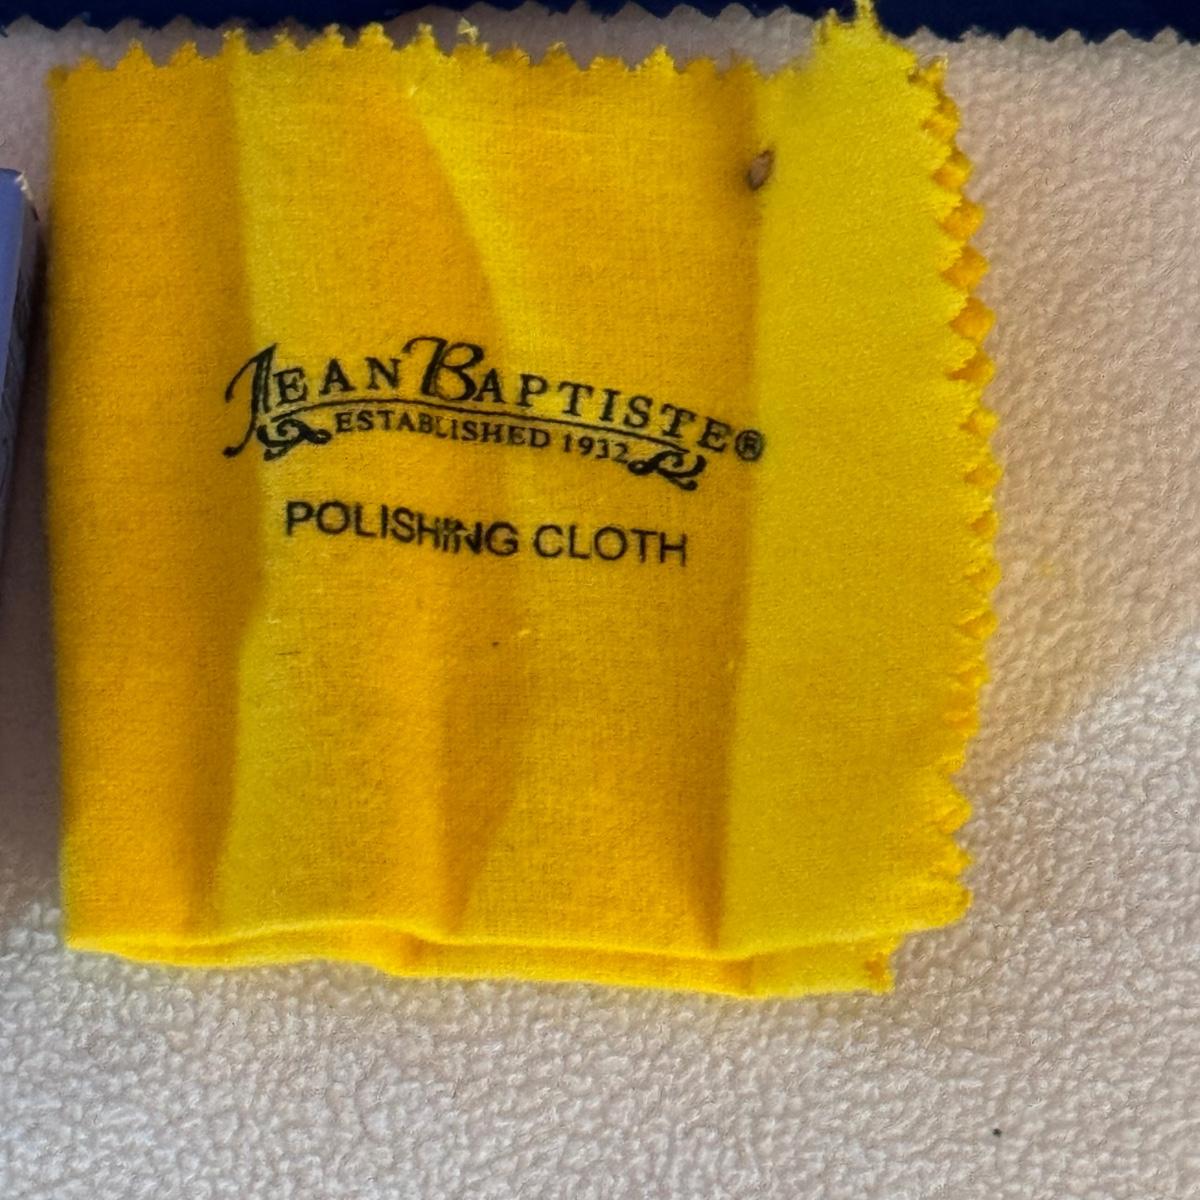 JEAN BAPTISTE®
ESTABLISHED 1932
POLISHING CLOTH